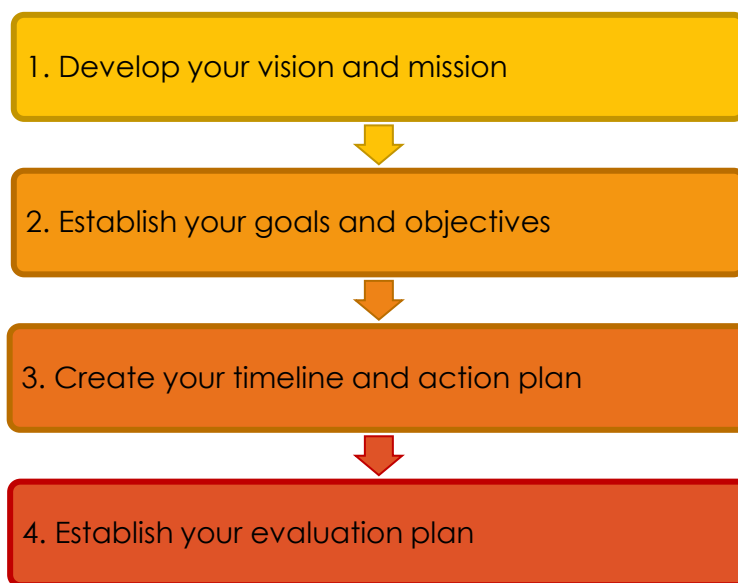 1. Develop your vision and mission
2. Establish your goals and objectives
3. Create your timeline and action plan
4. Establish your evaluation plan